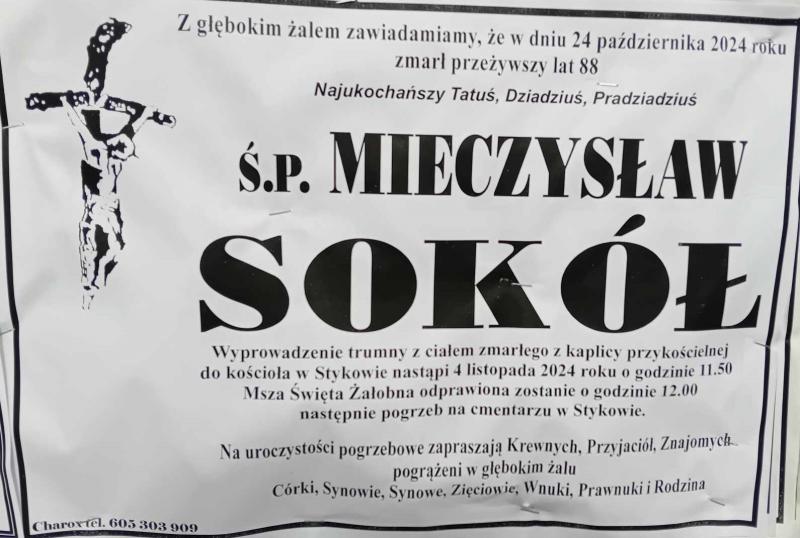 Z głębokim żalem zawiadamiamy, że w dniu 24 października 2024 roku
zmarł przeżywszy lat 88
Najukochańszy Tatuś, Dziadziuś, Pradziadziuś
Ś.P. MIECZYSŁAW
SOKÓŁ
Wyprowadzenie trumny z ciałem zmarłego z kaplicy przykościelnej
do kościoła w Stykowie nastąpi 4 listopada 2024 roku o godzinie 11.50
Msza Święta Żałobna odprawiona zostanie o godzinie 12.00
następnie pogrzeb na cmentarzu w Stykowie.
Na uroczystości pogrzebowe zapraszają Krewnych, Przyjaciół, Znajomych
pogrążeni w głębokim żalu
Córki, Synowie, Synowe, Zięciowie, Wnuki, Prawnuki i Rodzina
Charox tel. 605 303 909